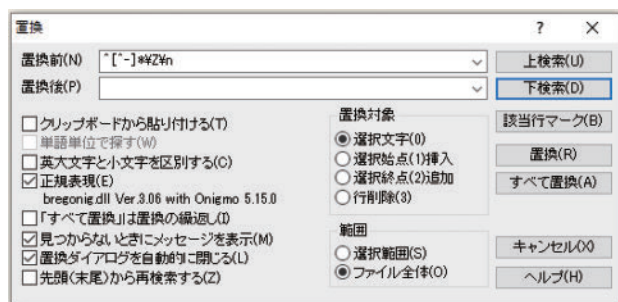 置換
置換前(N) ^[^-]*¥Z¥n 上検索(U)
置換後(P) 下検索(D)
クリップボードから貼り付ける(T) 置換対象 該当行マーク(B)
単語単位で探す(W) 選択文字(0) 置換(R)
英大文字と小文字を区別する(C) 選択始点(1)挿入 すべて置換(A)
正規表現(E) 選択終点(2)追加
bregonig.dll Ver.3.06 with Onigmo 5.15.0 行削除(3)
「すべて置換」は置換の繰返し(I)
見つからないときにメッセージを表示(M) 範囲 キャンセル(X)
置換ダイアログを自動的に閉じる(L) 選択範囲(S)
先頭(末尾)から再検索する(Z) ファイル全体(O) ヘルプ(H)